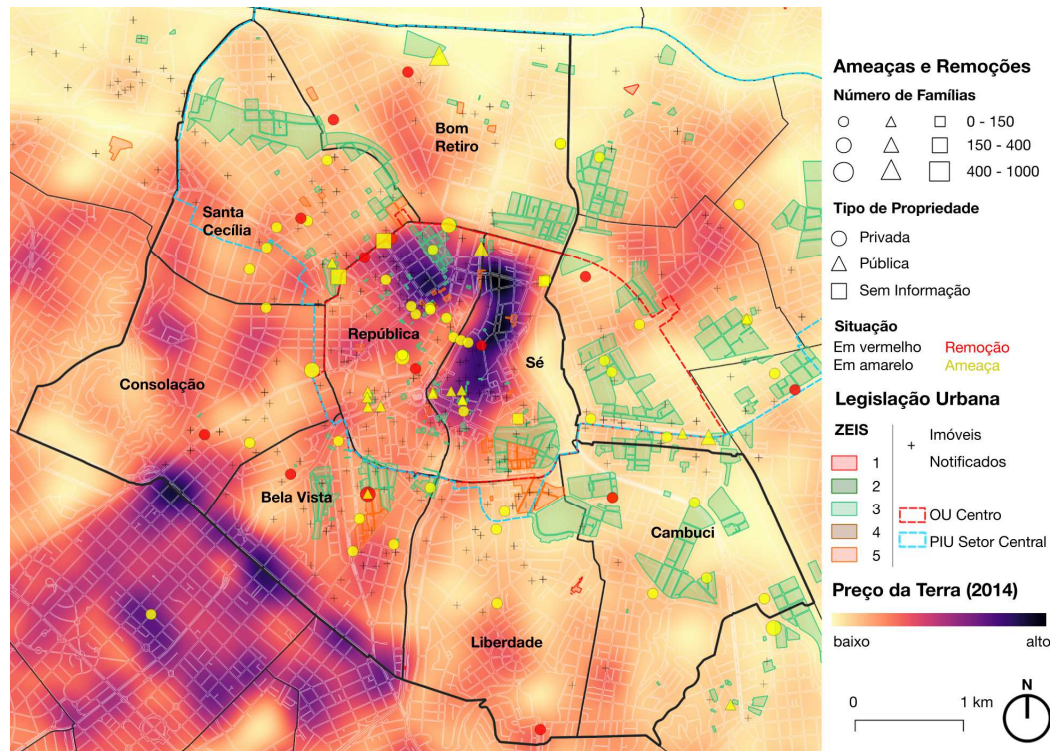 Bom
Retiro
Santa
Cecília
República
Consolação
Sé
Bela Vista
Cambuci
Liberdade
Ameaças e Remoções
Número de Famílias
0 - 150
150 - 400
400 - 1000
Tipo de Propriedade
Privada
Pública
Sem Informação
Situação
Em vermelho Remoção
Em amarelo Ameaça
Legislação Urbana
ZEIS
1
2
3
4
5
+ Imóveis
Notificados
OU Centro
PIU Setor Central
Preço da Terra (2014)
baixo alto
0 1 km
N